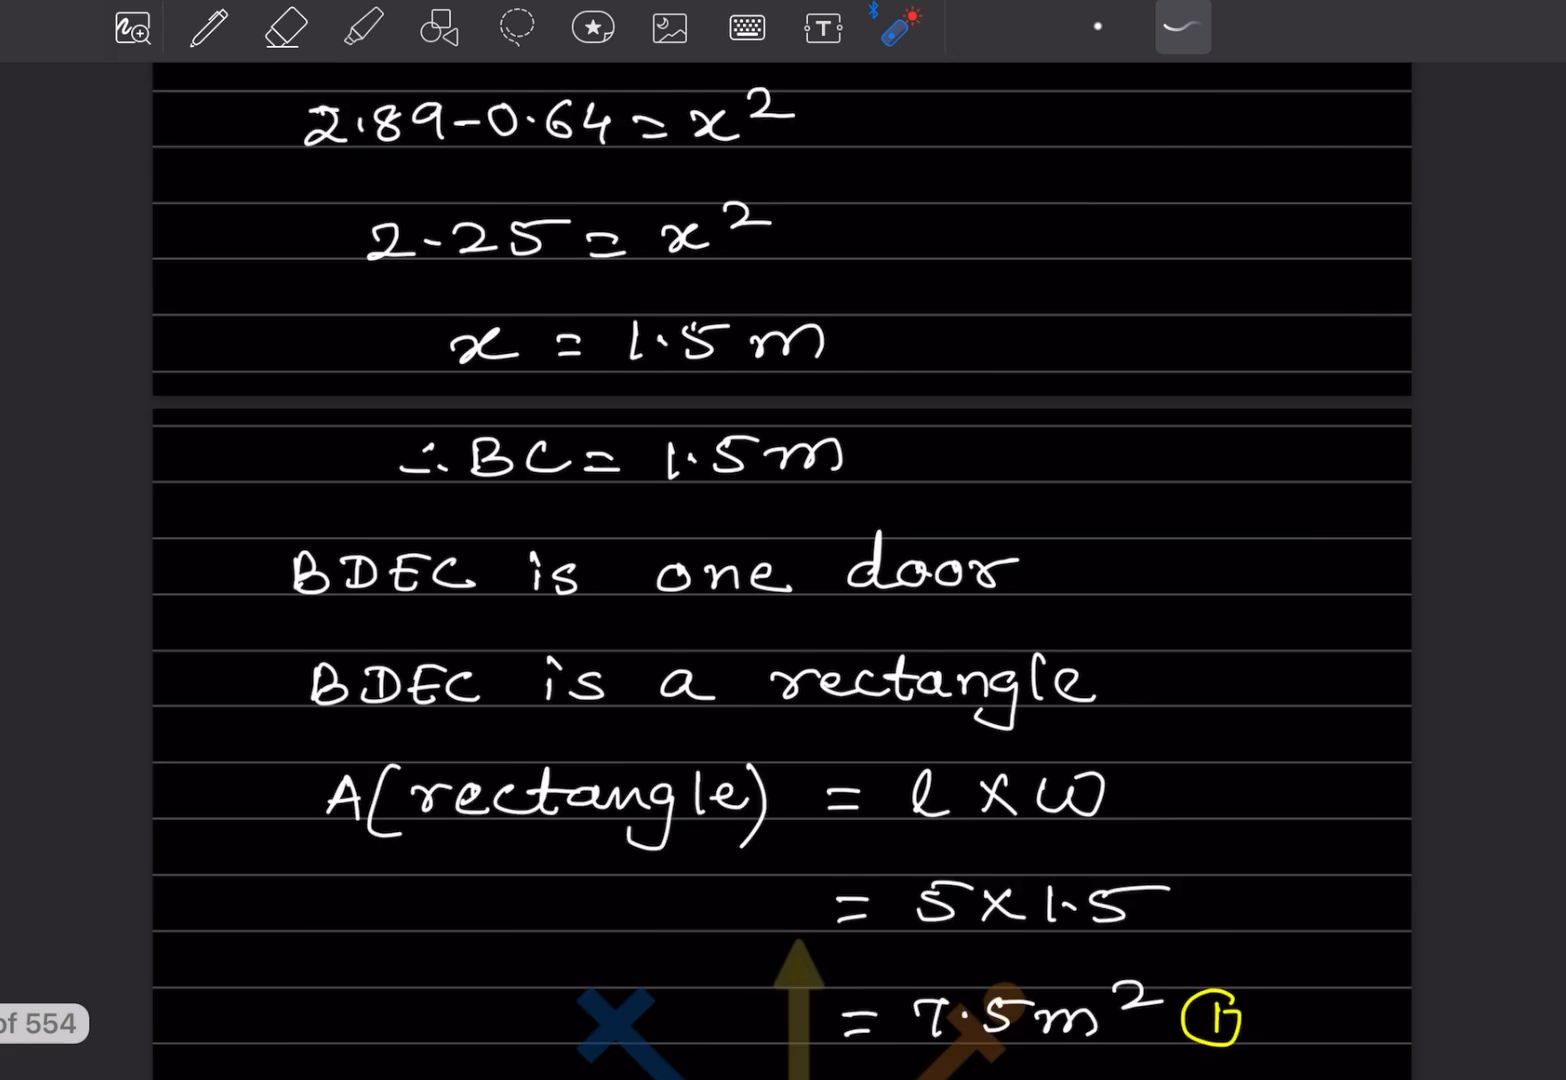 2.89-0.64 = x²
2.25 = x²
x = 1.5 m
∴ BC = 1.5 m
BDEC is one door
BDEC is a rectangle
A(rectangle) = l × w
= 5 × 1.5
= 7.5 m²
of 554